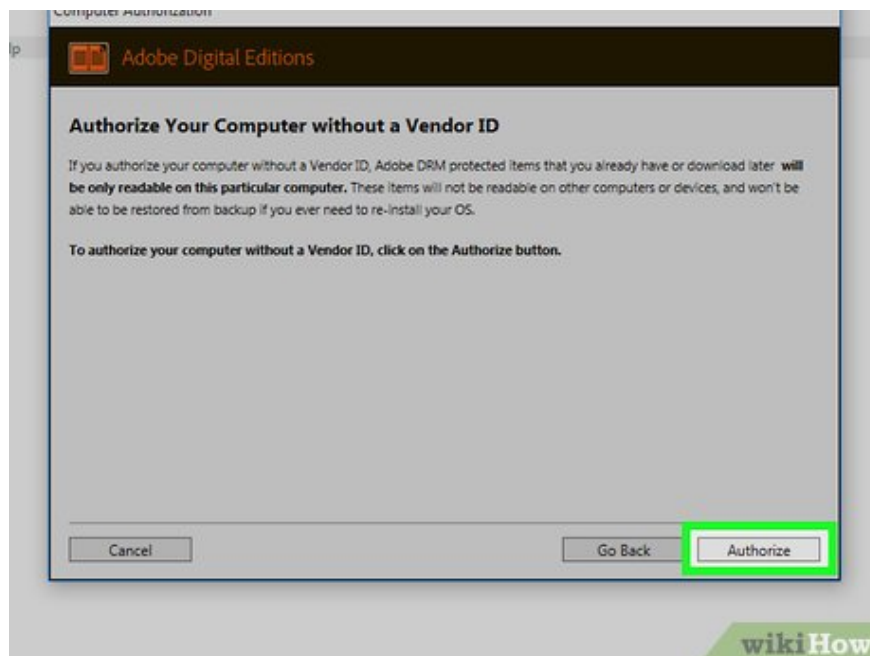 Computer Authorization
lp
Adobe Digital Editions
Authorize Your Computer without a Vendor ID
If you authorize your computer without a Vendor ID, Adobe DRM protected items that you already have or download later will
be only readable on this particular computer. These items will not be readable on other computers or devices, and won't be
able to be restored from backup if you ever need to re-install your OS.
To authorize your computer without a Vendor ID, click on the Authorize button.
Cancel Go Back Authorize
wikiHow